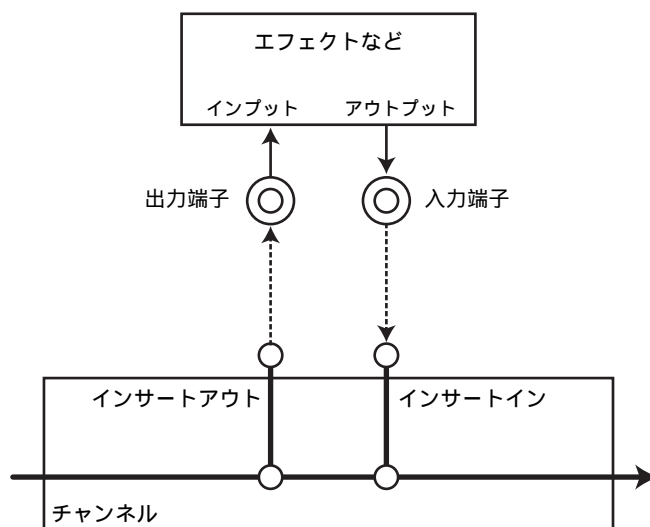 エフェクトなど
インプット アウトプット
出力端子 入力端子
インサートアウト インサートイン
チャンネル